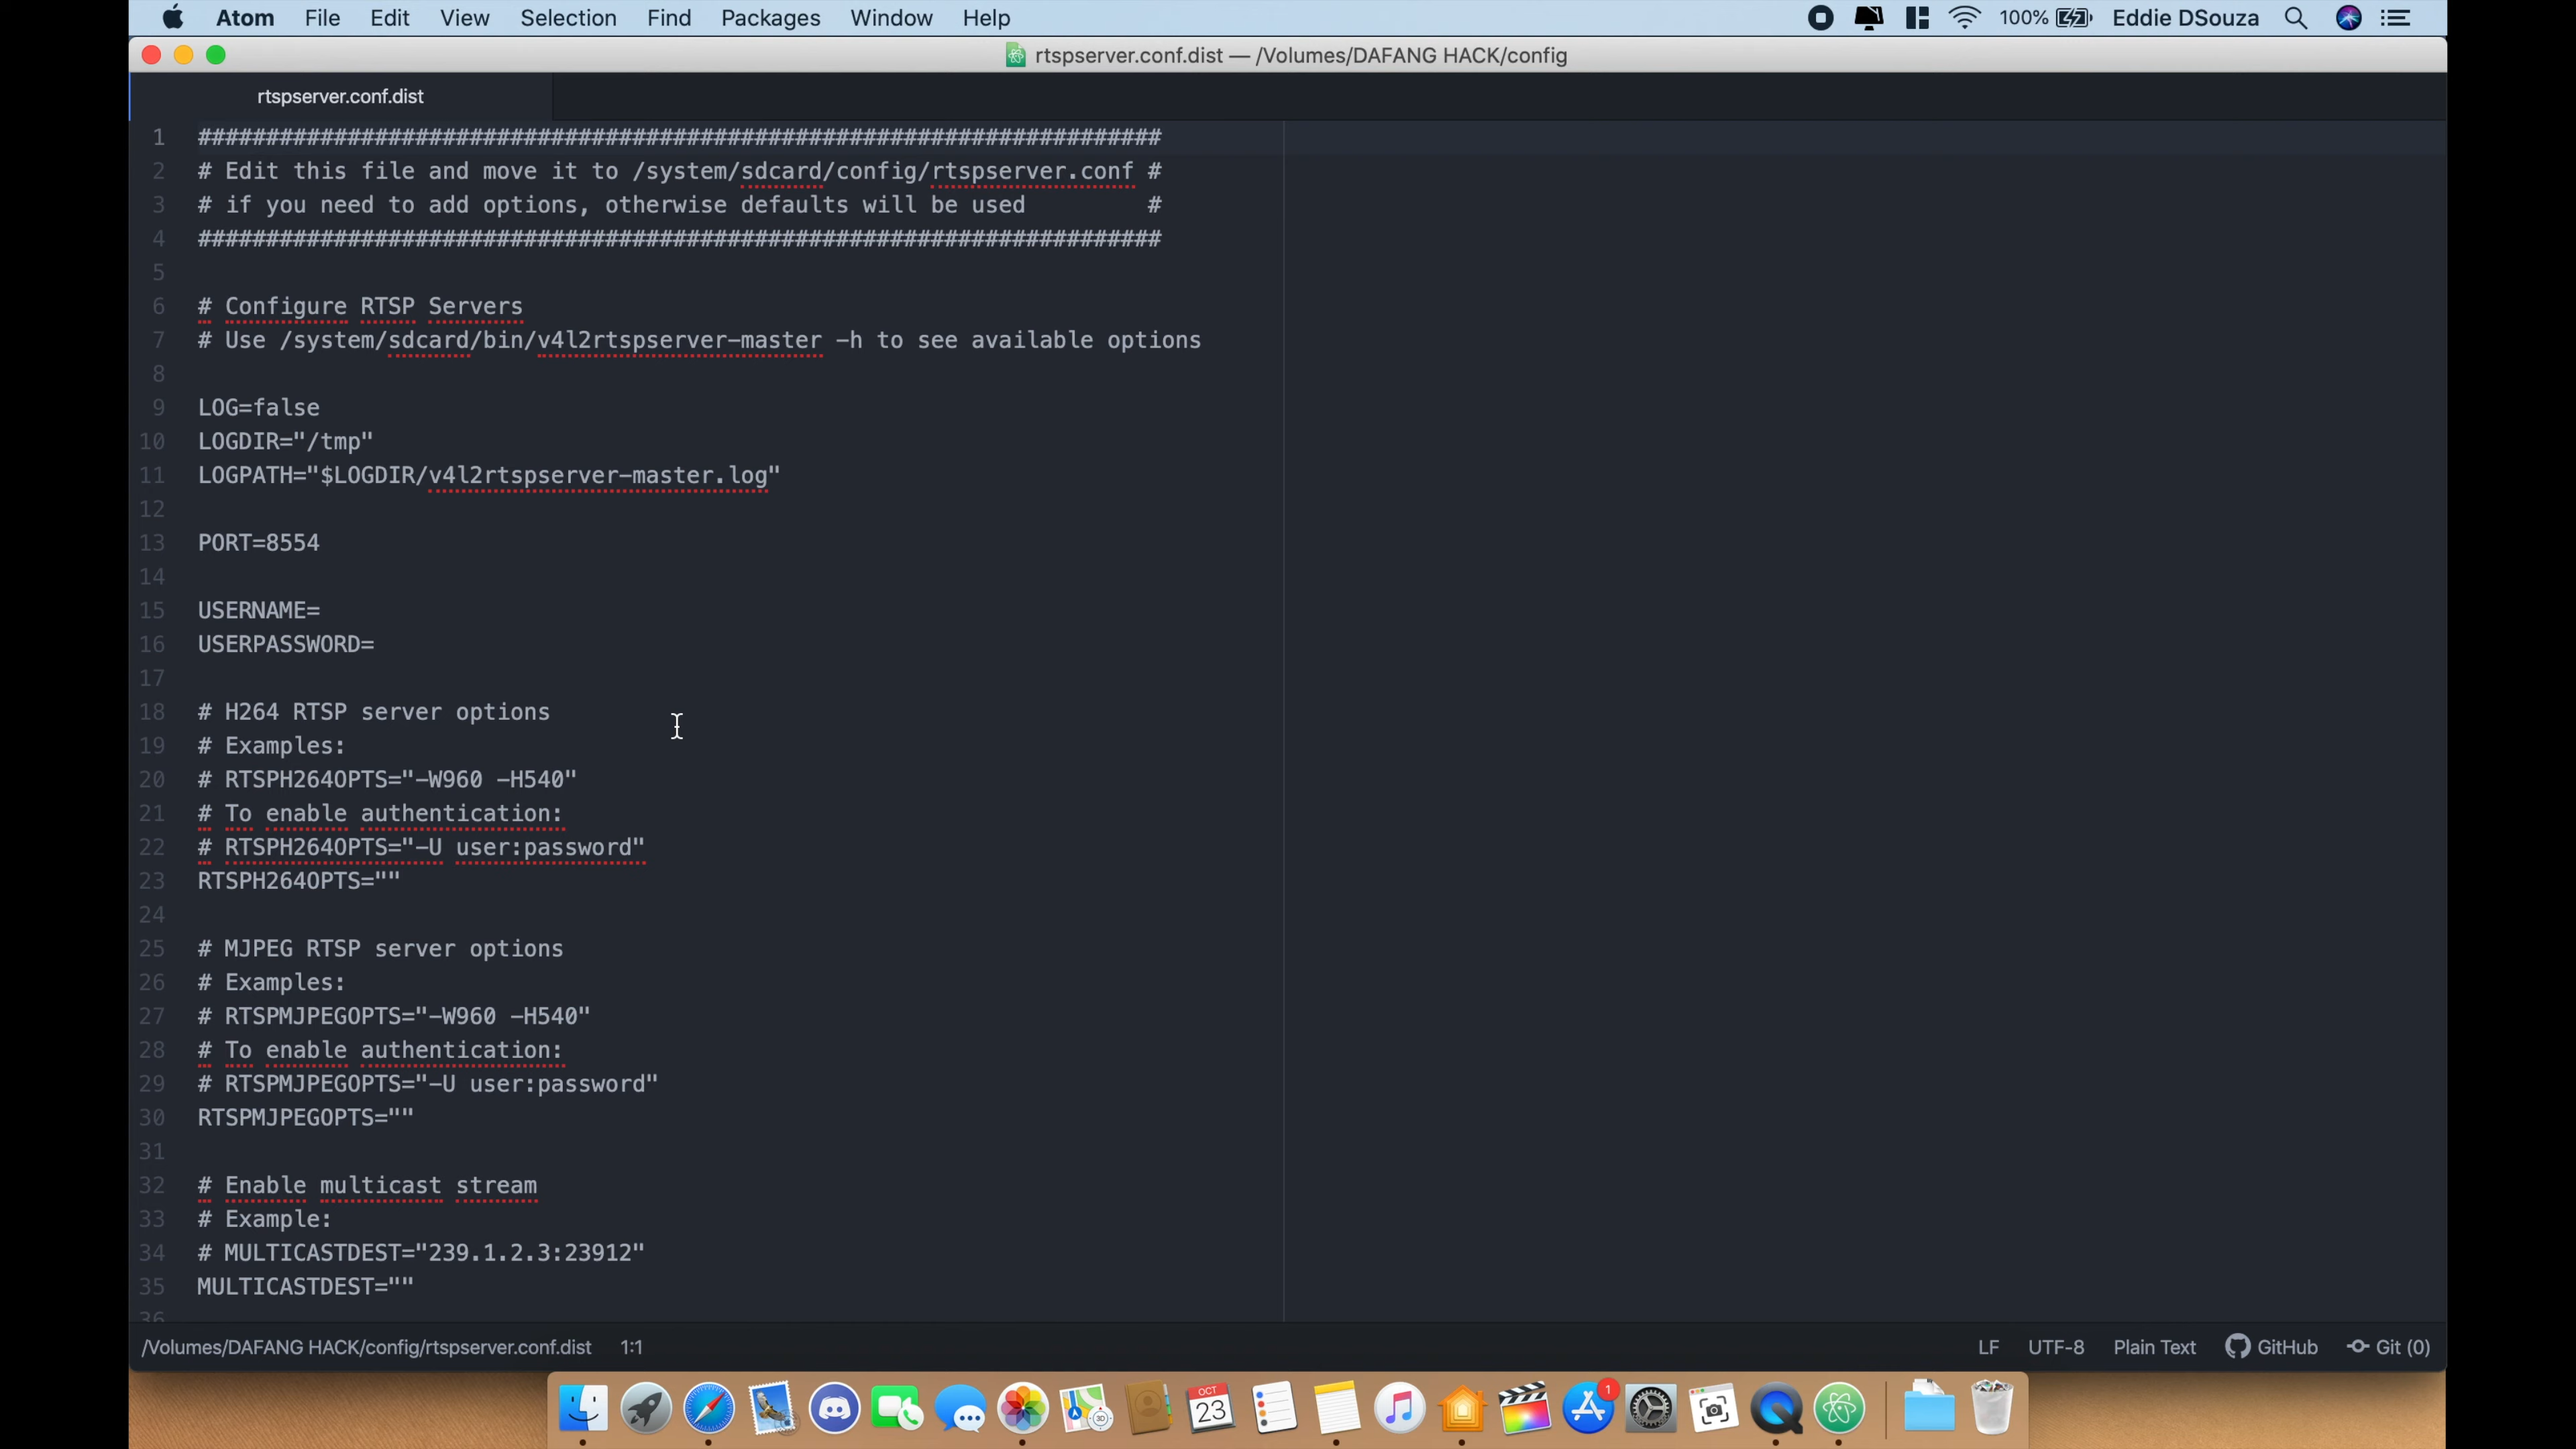 Atom File Edit View Selection Find Packages Window Help 100% Eddie DSouza
rtspserver.conf.dist — /Volumes/DAFANG HACK/config
rtspserver.conf.dist
1 #######################################################################
2 # Edit this file and move it to /system/sdcard/config/rtspserver.conf #
3 # if you need to add options, otherwise defaults will be used         #
4 #######################################################################
5
6 # Configure RTSP Servers
7 # Use /system/sdcard/bin/v4l2rtspserver-master -h to see available options
8
9 LOG=false
10 LOGDIR="/tmp"
11 LOGPATH="$LOGDIR/v4l2rtspserver-master.log"
12
13 PORT=8554
14
15 USERNAME=
16 USERPASSWORD=
17
18 # H264 RTSP server options
19 # Examples:
20 # RTSPH264OPTS="-W960 -H540"
21 # To enable authentication:
22 # RTSPH264OPTS="-U user:password"
23 RTSPH264OPTS=""
24
25 # MJPEG RTSP server options
26 # Examples:
27 # RTSPMJPEGOPTS="-W960 -H540"
28 # To enable authentication:
29 # RTSPMJPEGOPTS="-U user:password"
30 RTSPMJPEGOPTS=""
31
32 # Enable multicast stream
33 # Example:
34 # MULTICASTDEST="239.1.2.3:23912"
35 MULTICASTDEST=""
36
/Volumes/DAFANG HACK/config/rtspserver.conf.dist 1:1 LF UTF-8 Plain Text GitHub Git (0)
OCT
23
3D
1